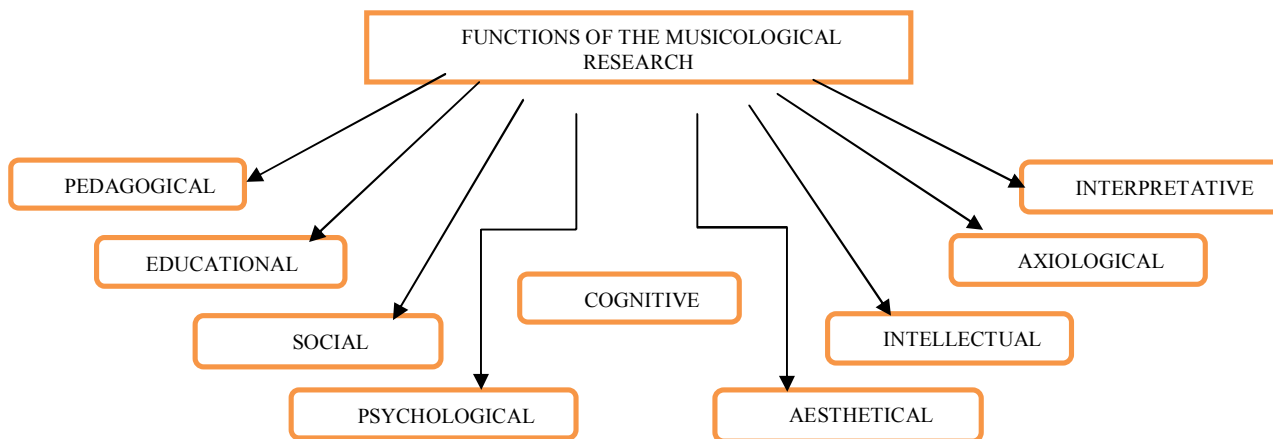 FUNCTIONS OF THE MUSICOLOGICAL
RESEARCH
PEDAGOGICAL
INTERPRETATIVE
EDUCATIONAL
AXIOLOGICAL
COGNITIVE
SOCIAL
INTELLECTUAL
PSYCHOLOGICAL
AESTHETICAL